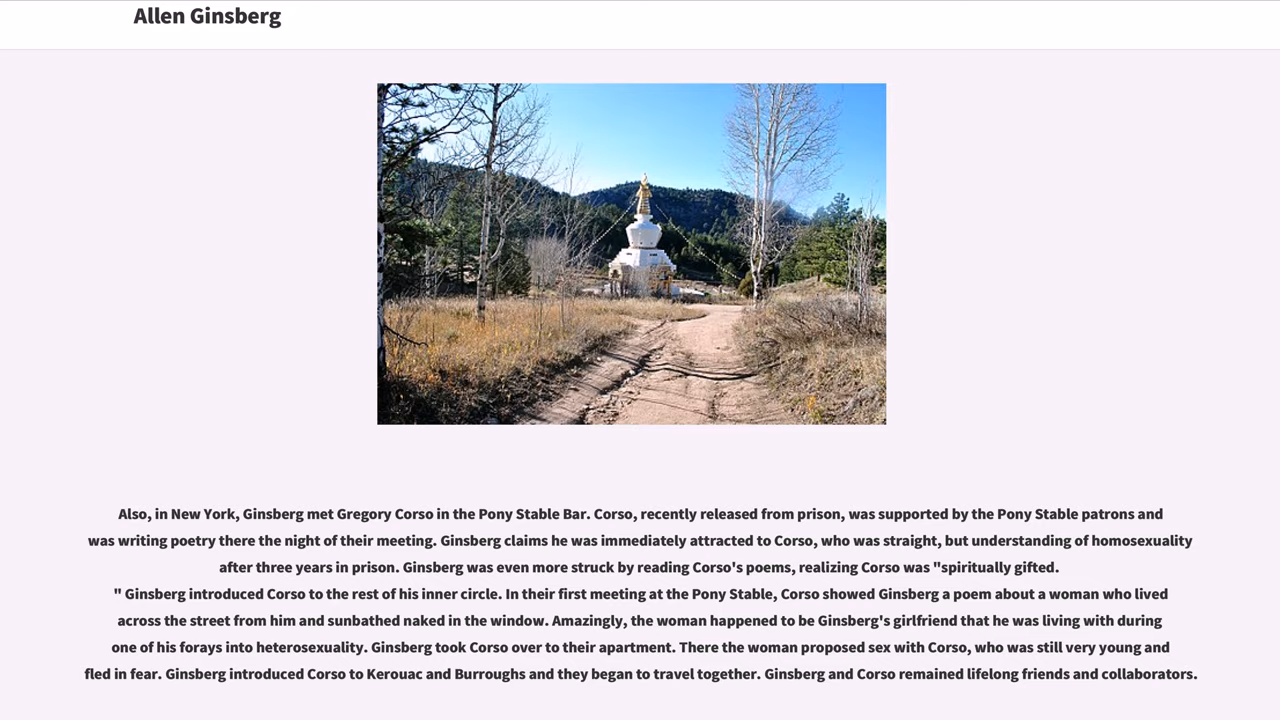 Allen Ginsberg
Also, in New York, Ginsberg met Gregory Corso in the Pony Stable Bar. Corso, recently released from prison, was supported by the Pony Stable patrons and
was writing poetry there the night of their meeting. Ginsberg claims he was immediately attracted to Corso, who was straight, but understanding of homosexuality
after three years in prison. Ginsberg was even more struck by reading Corso's poems, realizing Corso was "spiritually gifted.
" Ginsberg introduced Corso to the rest of his inner circle. In their first meeting at the Pony Stable, Corso showed Ginsberg a poem about a woman who lived
across the street from him and sunbathed naked in the window. Amazingly, the woman happened to be Ginsberg's girlfriend that he was living with during
one of his forays into heterosexuality. Ginsberg took Corso over to their apartment. There the woman proposed sex with Corso, who was still very young and
fled in fear. Ginsberg introduced Corso to Kerouac and Burroughs and they began to travel together. Ginsberg and Corso remained lifelong friends and collaborators.